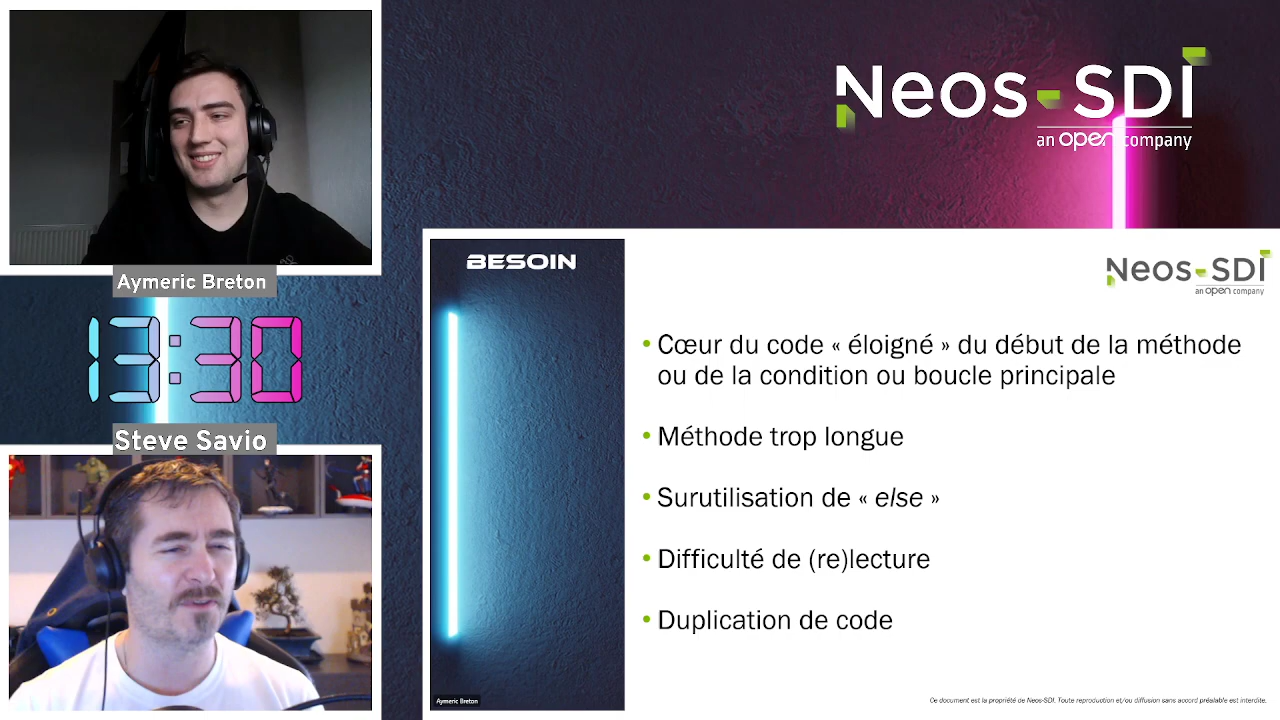 Neos-SDI
an open company
Aymeric Breton
13:30
Steve Savio
BESOIN
Neos-SDI
an open company
• Cœur du code « éloigné » du début de la méthode
ou de la condition ou boucle principale
• Méthode trop longue
• Surutilisation de « else »
• Difficulté de (re)lecture
• Duplication de code
Aymeric Breton
Ce document est la propriété de Neos-SDI. Toute reproduction et/ou diffusion sans accord préalable est interdite.